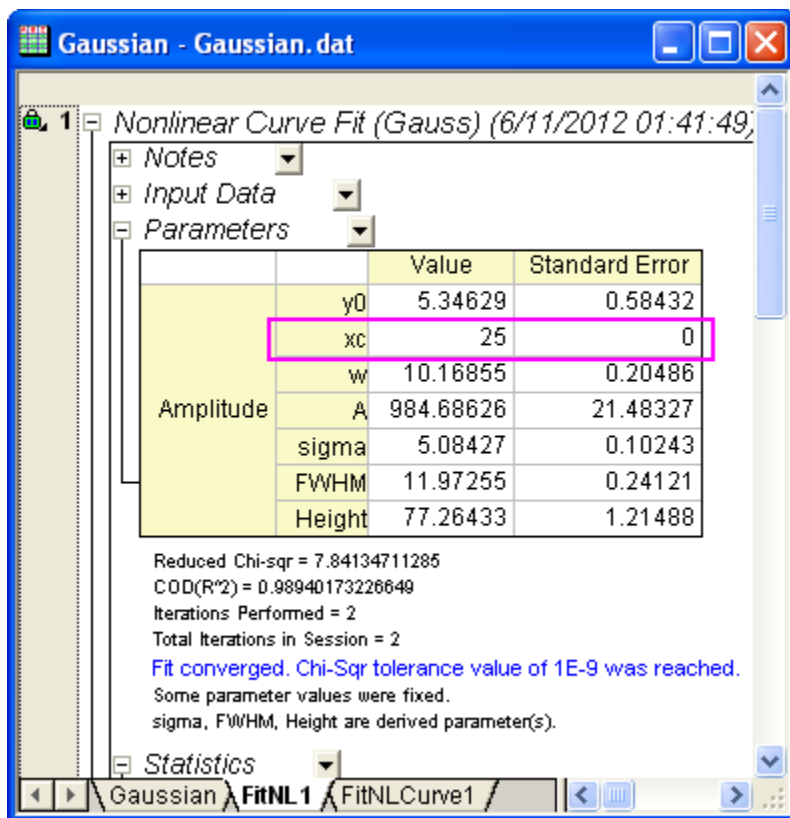 Gaussian - Gaussian.dat
1 Nonlinear Curve Fit (Gauss) (6/11/2012 01:41:49)
Notes
Input Data
Parameters
Value Standard Error
y0 5.34629 0.58432
xc 25 0
w 10.16855 0.20486
Amplitude A 984.68626 21.48327
sigma 5.08427 0.10243
FWHM 11.97255 0.24121
Height 77.26433 1.21488
Reduced Chi-sqr = 7.84134711285
COD(R^2) = 0.98940173226649
Iterations Performed = 2
Total Iterations in Session = 2
Fit converged. Chi-Sqr tolerance value of 1E-9 was reached.
Some parameter values were fixed.
sigma, FWHM, Height are derived parameter(s).
Statistics
Gaussian FitNL1 FitNLCurve1